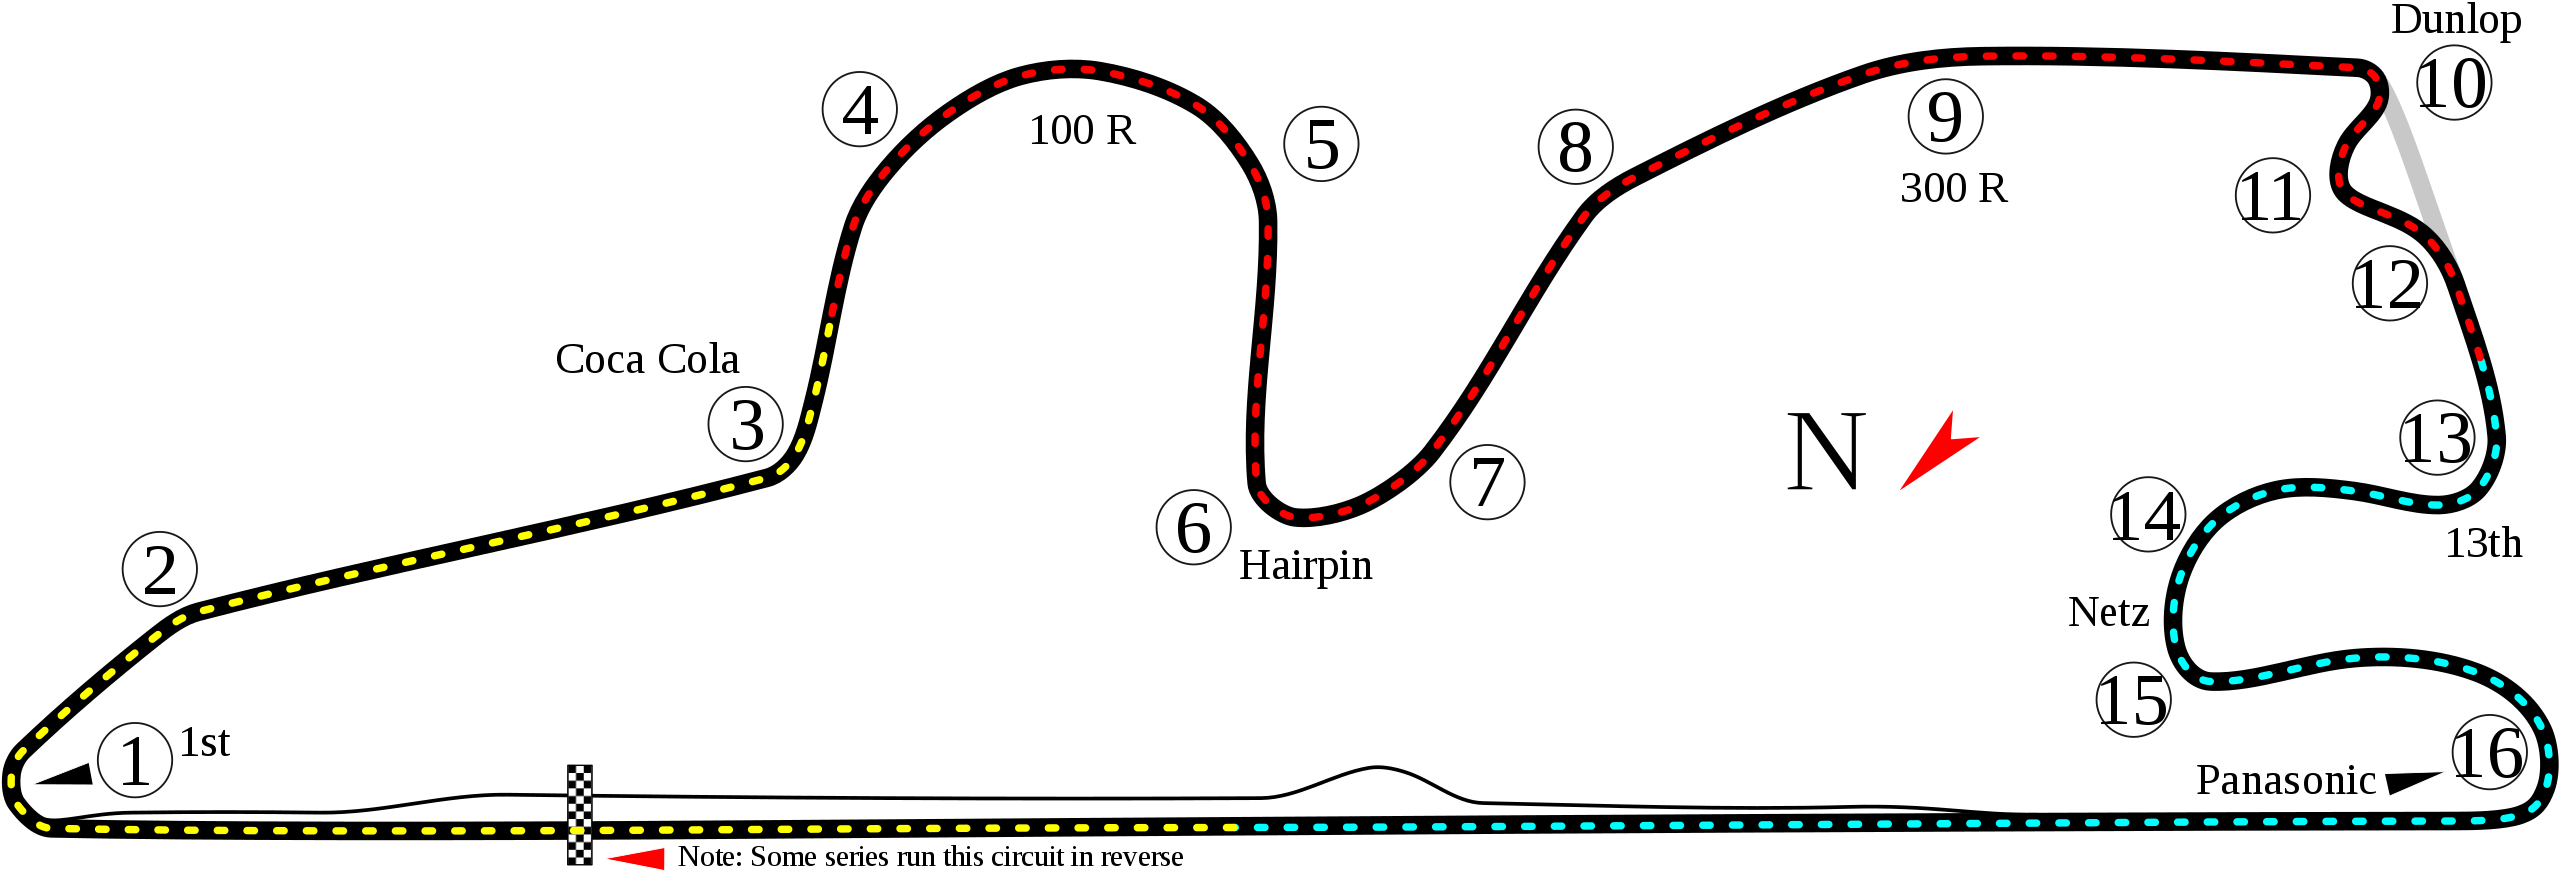 Dunlop
10
4
100 R
5
8
9
300 R
11
12
Coca Cola
3
N
13
13th
6
Hairpin
7
14
2
Netz
15
1
1st
16
Panasonic
Note: Some series run this circuit in reverse